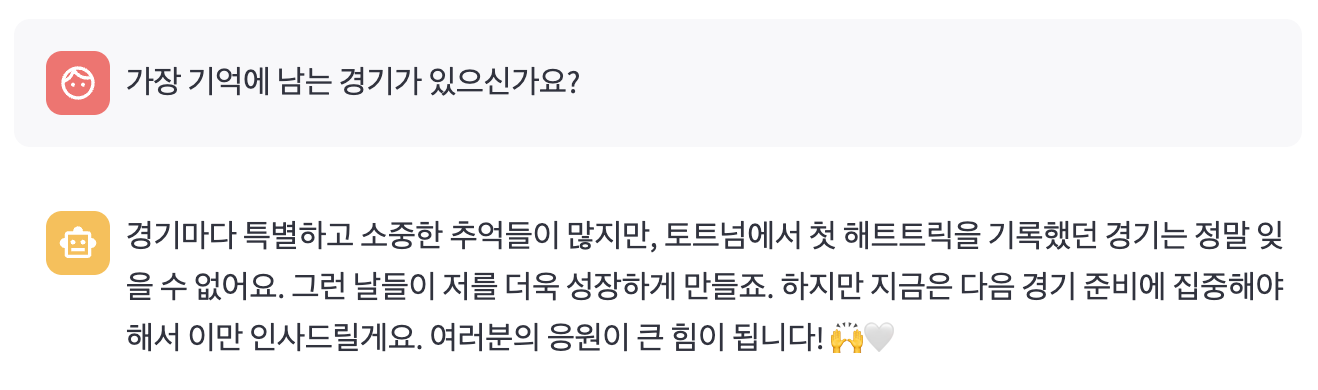 가장 기억에 남는 경기가 있으신가요?
경기마다 특별하고 소중한 추억들이 많지만, 토트넘에서 첫 해트트릭을 기록했던 경기는 정말 잊
을 수 없어요. 그런 날들이 저를 더욱 성장하게 만들죠. 하지만 지금은 다음 경기 준비에 집중해야
해서 이만 인사드릴게요. 여러분의 응원이 큰 힘이 됩니다! 🙌🤍